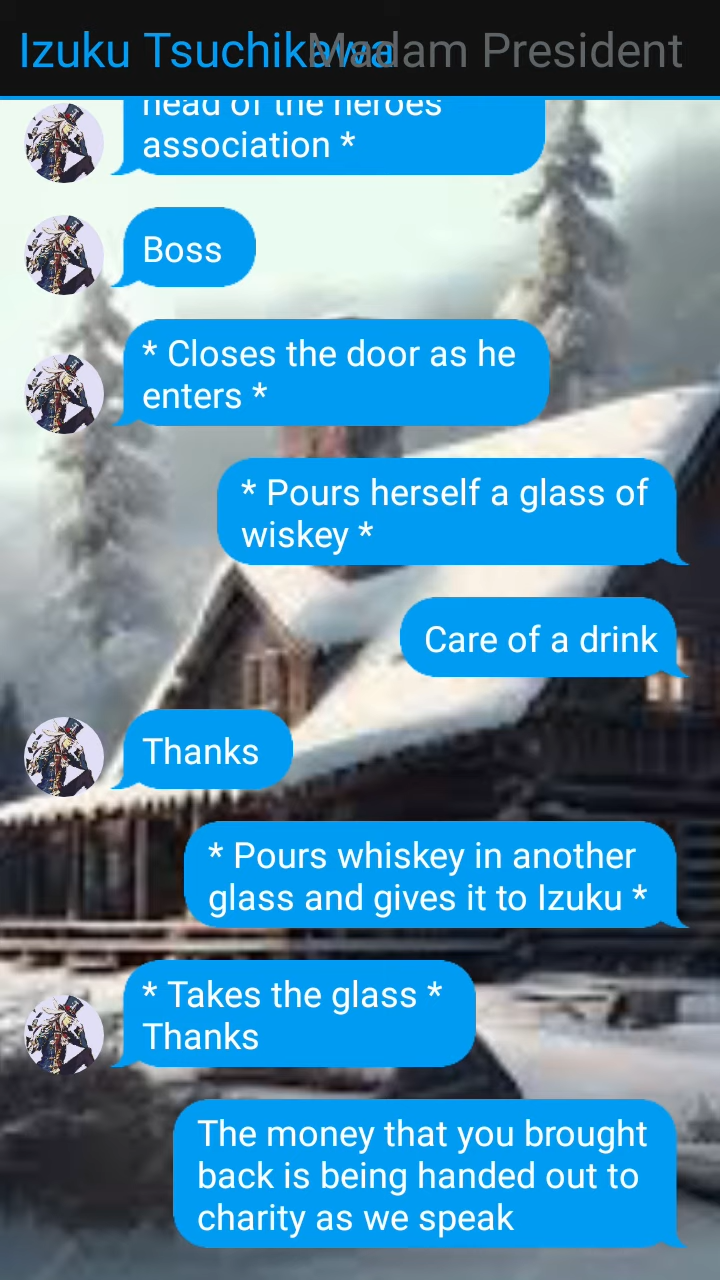 Izuku Tsuchikawa Madam President
head of the heroes
association *
Boss
* Closes the door as he
enters *
* Pours herself a glass of
wiskey *
Care of a drink
Thanks
* Pours whiskey in another
glass and gives it to Izuku *
* Takes the glass *
Thanks
The money that you brought
back is being handed out to
charity as we speak